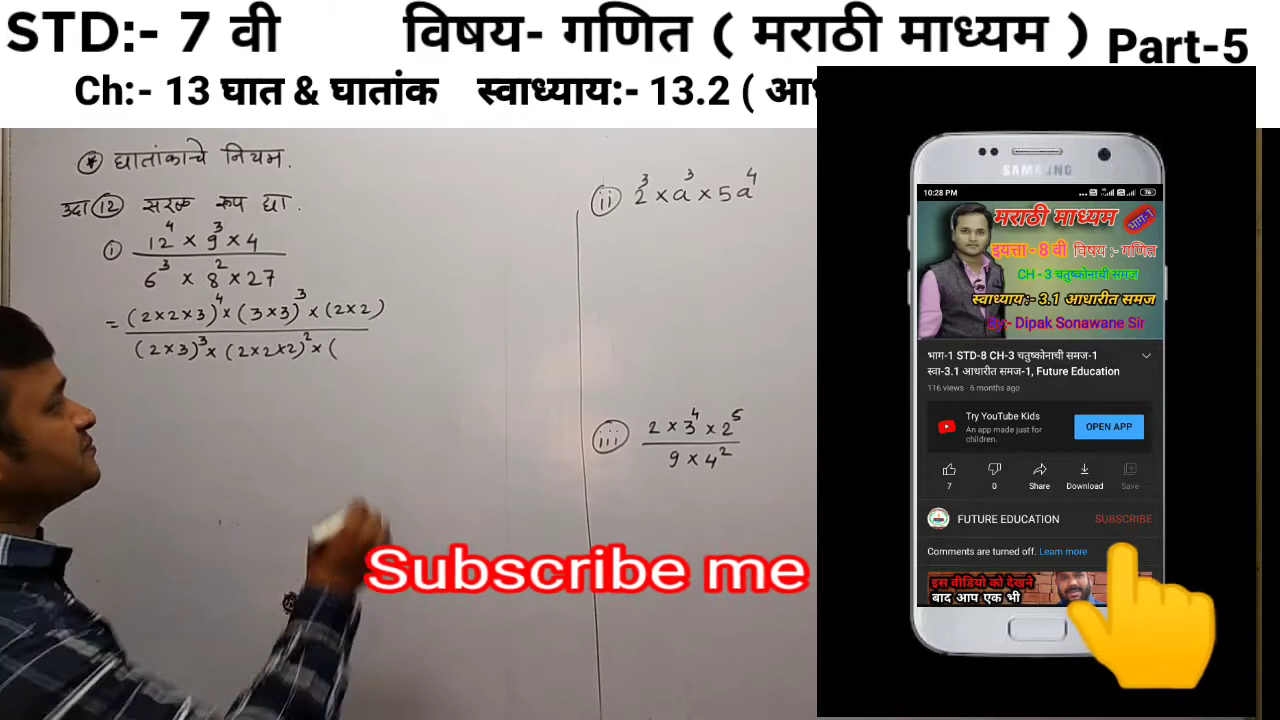 STD:- 7 वी विषय- गणित ( मराठी माध्यम ) Part-5
Ch:- 13 घात & घातांक स्वाध्याय:- 13.2 ( आध
* घातांकाचे नियम.
उदा 12 सरळ रूप द्या.
i 12⁴ × 9³ × 4
6³ × 8² × 27
= (2×2×3)⁴ × (3×3)³ × (2×2)
(2×3)³ × (2×2×2)² × (
ii 2³ × a³ × 5a⁴
iii 2 × 3⁴ × 2⁵
9 × 4²
Subscribe me
SAMSUNG
10:28 PM
मराठी माध्यम भाग-1
इयत्ता - 8 वी विषय :- गणित
CH - 3 चतुष्कोनाची समज
स्वाध्याय:- 3.1 आधारीत समज
By:- Dipak Sonawane Sir
भाग-1 STD-8 CH-3 चतुष्कोनाची समज-1
स्वा-3.1 आधारीत समज-1, Future Education
116 views · 6 months ago
Try YouTube Kids
An app made just for
children.
OPEN APP
7 0 Share Download Save
FUTURE EDUCATION SUBSCRIBE
Comments are turned off. Learn more
इस वीडियो को देखने
बाद आप एक भी